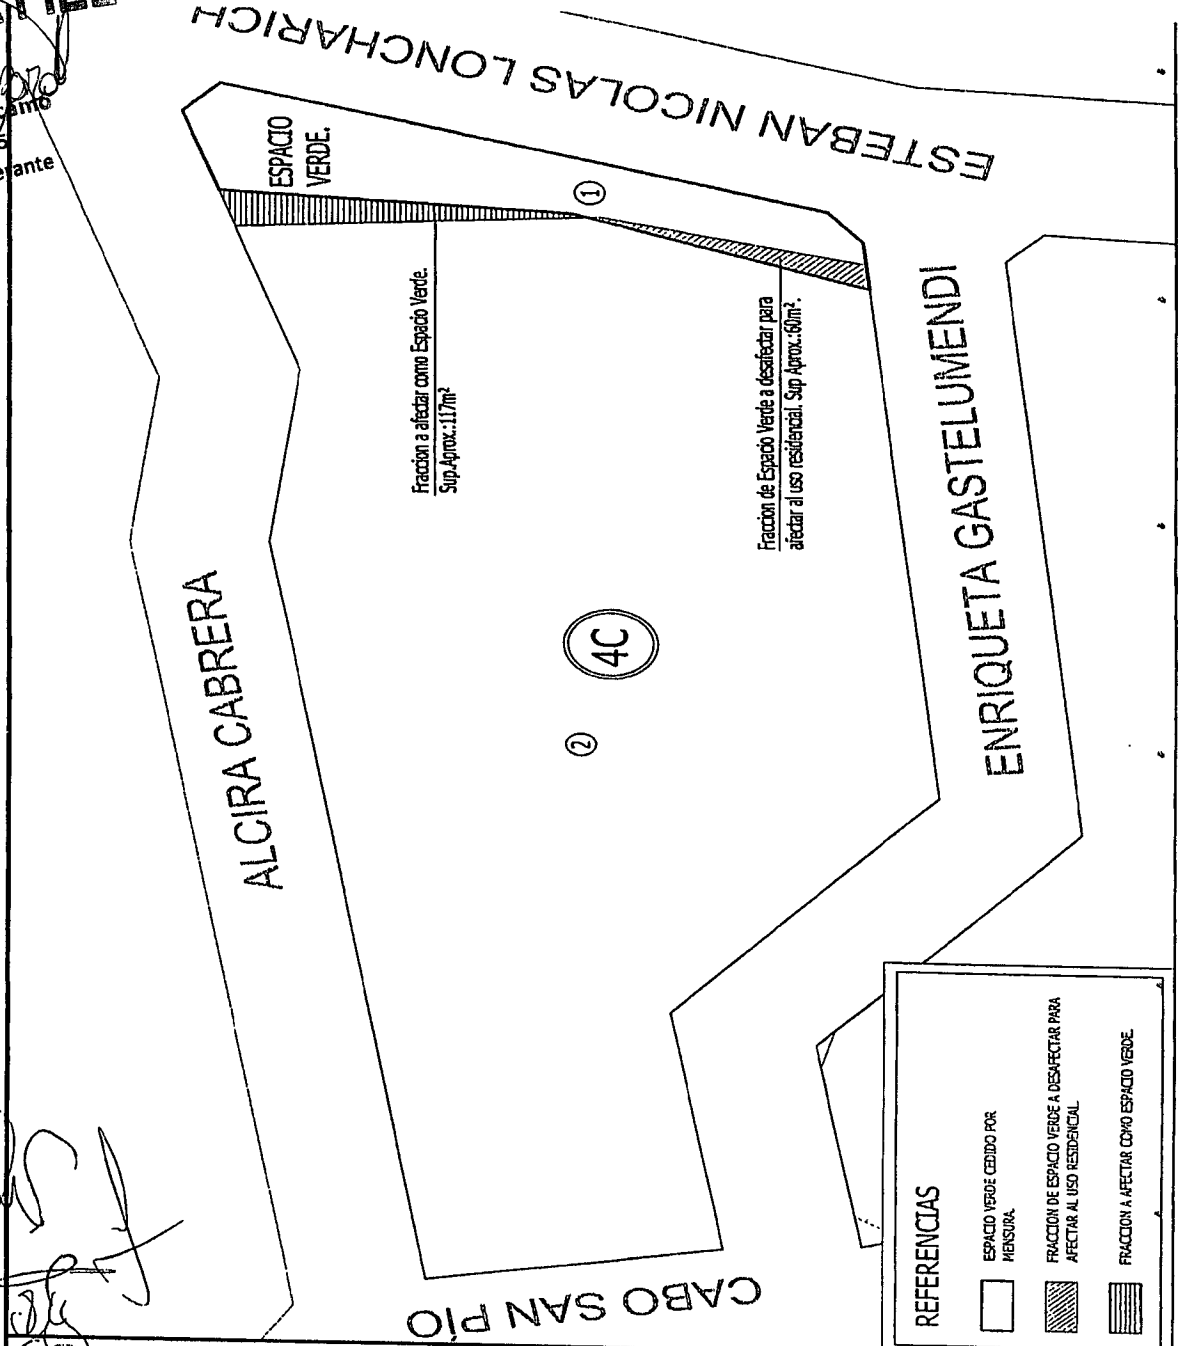 ESTEBAN NICOLAS LONCHARICH
ESPACIO
VERDE.
1
Fraccion a afectar como Espacio Verde.
Sup.Aprox.:117m²
Fraccion de Espacio Verde a desafectar para
afectar al uso residencial. Sup Aprox.:60m².
ALCIRA CABRERA
4C
2
ENRIQUETA GASTELUMENDI
CABO SAN PÍO
REFERENCIAS
ESPACIO VERDE CEDIDO POR
MENSURA.
FRACCION DE ESPACIO VERDE A DESAFECTAR PARA
AFECTAR AL USO RESIDENCIAL.
FRACCION A AFECTAR COMO ESPACIO VERDE.